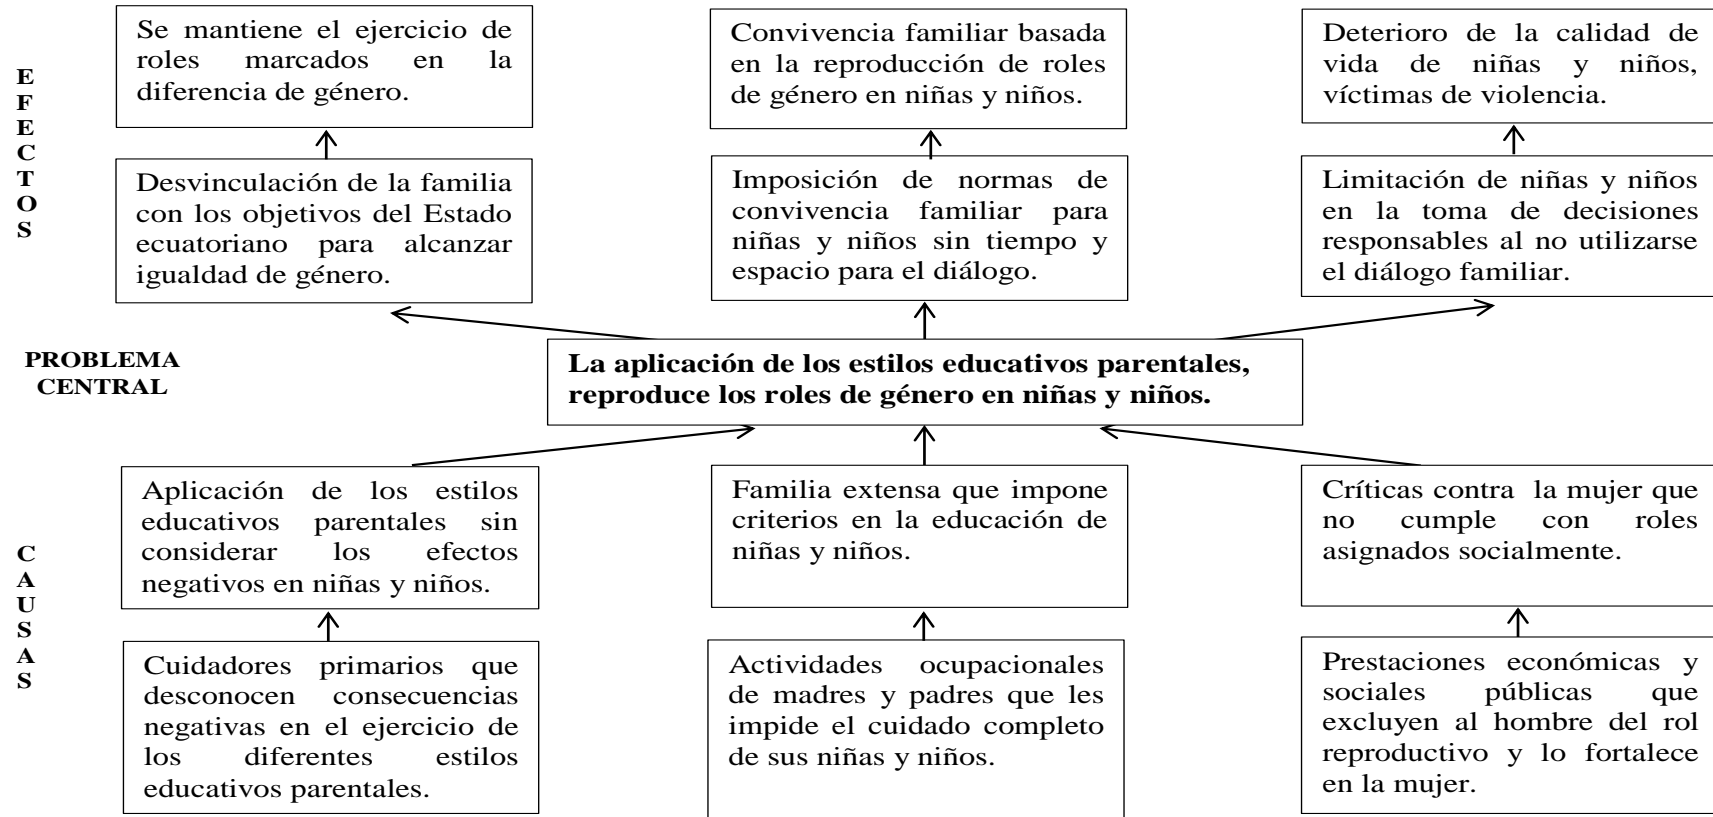 EFECTOS
Se mantiene el ejercicio de
roles marcados en la
diferencia de género.
Convivencia familiar basada
en la reproducción de roles
de género en niñas y niños.
Deterioro de la calidad de
vida de niñas y niños,
víctimas de violencia.
Desvinculación de la familia
con los objetivos del Estado
ecuatoriano para alcanzar
igualdad de género.
Imposición de normas de
convivencia familiar para
niñas y niños sin tiempo y
espacio para el diálogo.
Limitación de niñas y niños
en la toma de decisiones
responsables al no utilizarse
el diálogo familiar.
PROBLEMA
CENTRAL
La aplicación de los estilos educativos parentales,
reproduce los roles de género en niñas y niños.
CAUSAS
Aplicación de los estilos
educativos parentales sin
considerar los efectos
negativos en niñas y niños.
Familia extensa que impone
criterios en la educación de
niñas y niños.
Críticas contra la mujer que
no cumple con roles
asignados socialmente.
Cuidadores primarios que
desconocen consecuencias
negativas en el ejercicio de
los diferentes estilos
educativos parentales.
Actividades ocupacionales
de madres y padres que les
impide el cuidado completo
de sus niñas y niños.
Prestaciones económicas y
sociales públicas que
excluyen al hombre del rol
reproductivo y lo fortalece
en la mujer.